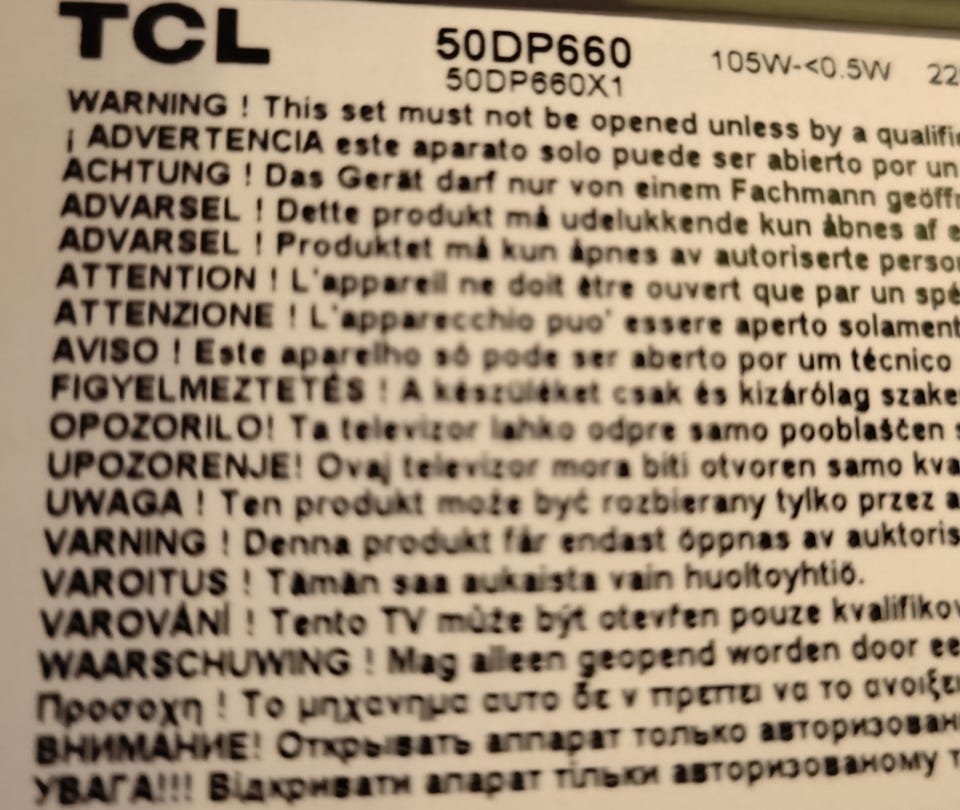 TCL 50DP660 105W-<0.5W
50DP660X1
WARNING ! This set must not be opened unless by a
¡ ADVERTENCIA este aparato solo puede ser abierto por un
ACHTUNG ! Das Gerät darf nur von einem Fachmann
ADVARSEL ! Dette produkt må udelukkende kun åbnes af
ADVARSEL ! Produktet må kun åpnes av autoriserte
ATTENTION ! L'appareil ne doit être ouvert que par un
ATTENZIONE ! L'apparecchio puo' essere aperto
AVISO ! Este aparelho só pode ser aberto por um técnico
FIGYELMEZTETÉS ! A készüléket csak és kizárólag
OPOZORILO! Ta televizor lahko odpre samo pooblaščen
UPOZORENJE! Ovaj televizor mora biti otvoren samo
UWAGA ! Ten produkt może być rozbierany tylko przez
VARNING ! Denna produkt får endast öppnas av
VAROITUS ! Tämän saa aukaista vain huoltoyhtiö.
VAROVÁNÍ ! Tento TV může být otevřen pouze
WAARSCHUWING ! Mag alleen geopend worden door
Προσοχη ! Το μηχανημα αυτο δε ν πρεπει να το
ВНИМАНИЕ! Открывать аппарат только
УВАГА!!! Відкривати апарат тільки авторизованому